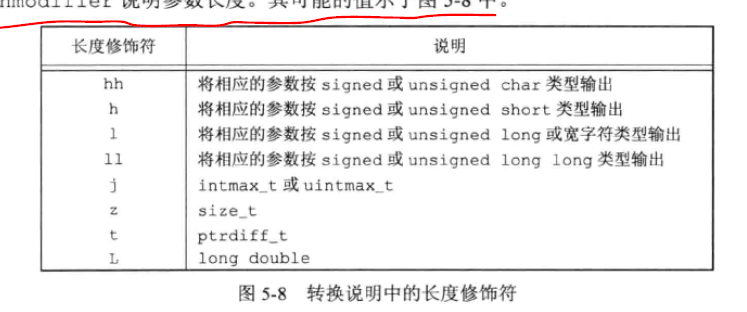 nmodifier 说明参数长度。其可能的值示于图 5-8 中。
长度修饰符 说明
hh 将相应的参数按 signed 或 unsigned char 类型输出
h 将相应的参数按 signed 或 unsigned short 类型输出
l 将相应的参数按 signed 或 unsigned long 或宽字符类型输出
ll 将相应的参数按 signed 或 unsigned long long 类型输出
j intmax_t 或 uintmax_t
z size_t
t ptrdiff_t
L long double
图 5-8 转换说明中的长度修饰符